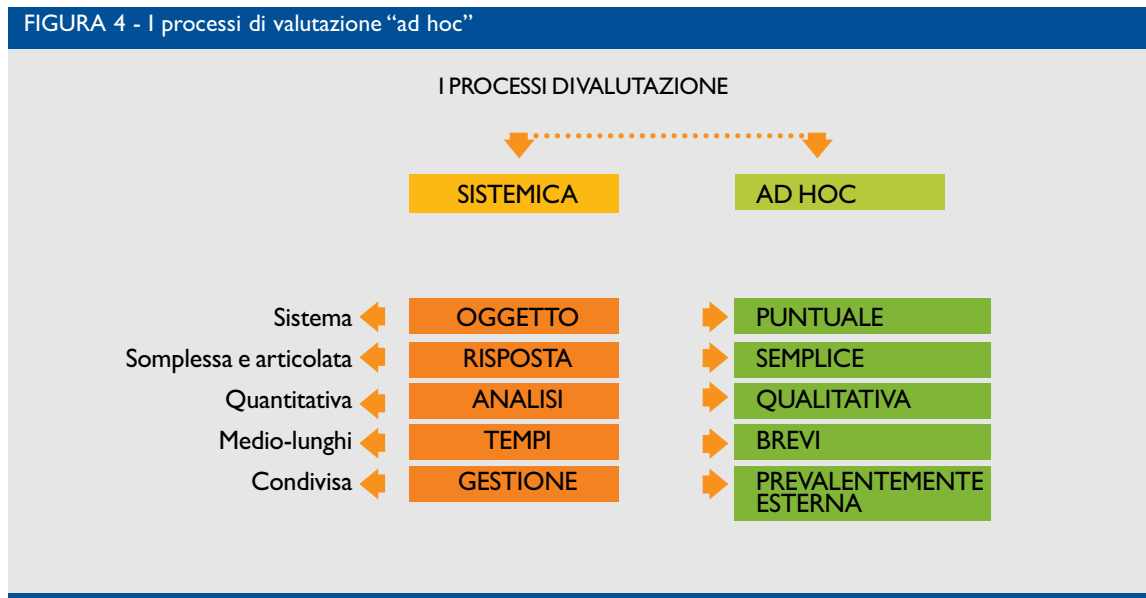 FIGURA 4 - I processi di valutazione “ad hoc”
I PROCESSI DIVALUTAZIONE
SISTEMICA AD HOC
Sistema OGGETTO PUNTUALE
Somplessa e articolata RISPOSTA SEMPLICE
Quantitativa ANALISI QUALITATIVA
Medio-lunghi TEMPI BREVI
Condivisa GESTIONE PREVALENTEMENTE
ESTERNA